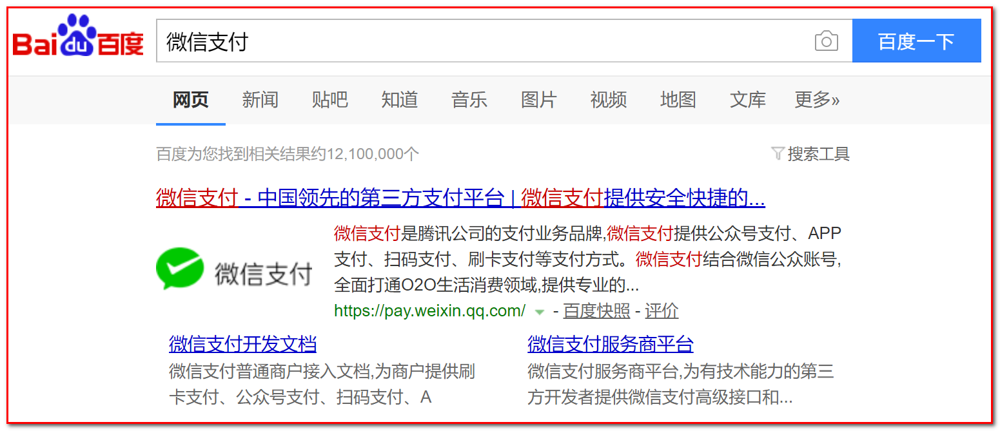 Bai du 百度
微信支付
百度一下
网页 新闻 贴吧 知道 音乐 图片 视频 地图 文库 更多»
百度为您找到相关结果约12,100,000个
搜索工具
微信支付 - 中国领先的第三方支付平台 | 微信支付提供安全快捷的...
微信支付
微信支付是腾讯公司的支付业务品牌,微信支付提供公众号支付、APP
支付、扫码支付、刷卡支付等支付方式。微信支付结合微信公众账号,
全面打通O2O生活消费领域,提供专业的...
https://pay.weixin.qq.com/ - 百度快照 - 评价
微信支付开发文档
微信支付普通商户接入文档,为商户提供刷
卡支付、公众号支付、扫码支付、A
微信支付服务商平台
微信支付服务商平台,为有技术能力的第三
方开发者提供微信支付高级接口和...